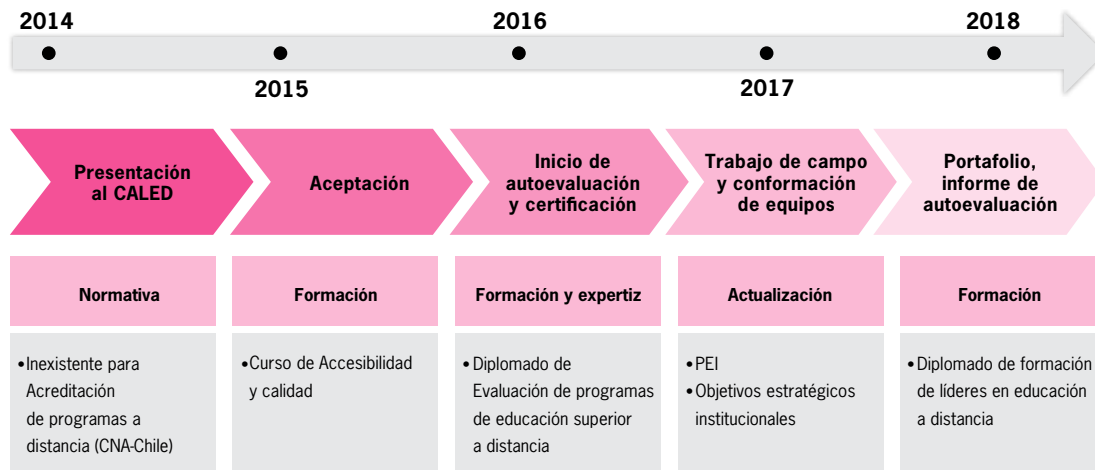 2014
2016
2018
2015
2017
Presentación
al CALED
Aceptación
Inicio de
autoevaluación
y certificación
Trabajo de campo
y conformación
de equipos
Portafolio,
informe de
autoevaluación
Normativa
Formación
Formación y expertiz
Actualización
Formación
•Inexistente para
Acreditación
de programas a
distancia (CNA-Chile)
•Curso de Accesibilidad
y calidad
•Diplomado de
Evaluación de programas
de educación superior
a distancia
•PEI
•Objetivos estratégicos
institucionales
•Diplomado de formación
de líderes en educación
a distancia